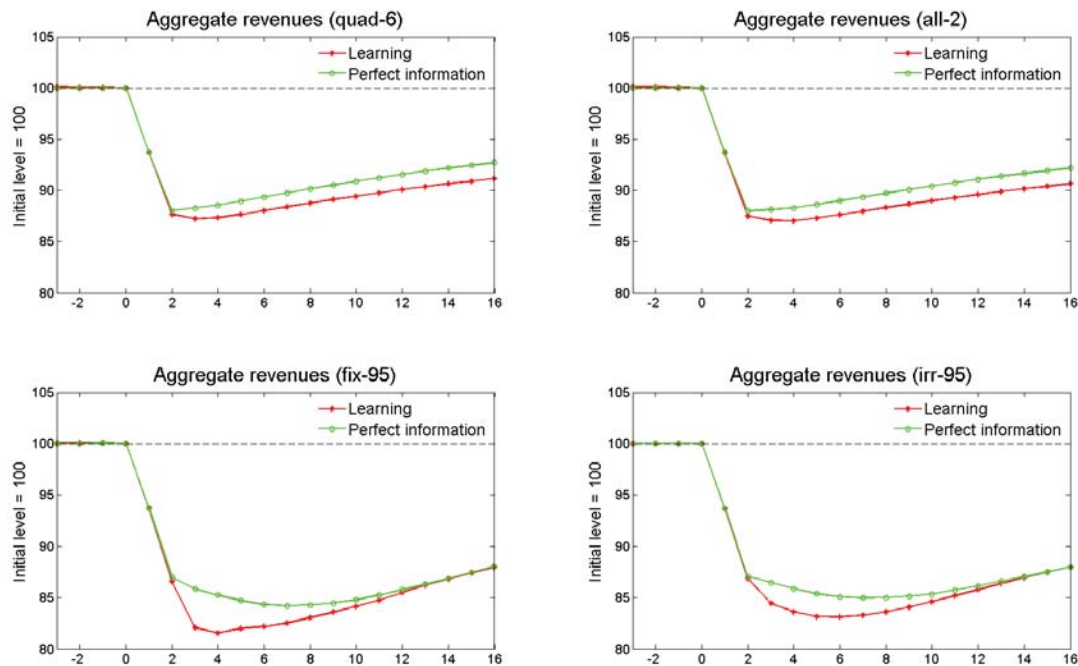 Aggregate revenues (quad-6)
105
100
95
90
85
80
Initial level = 100
Learning
Perfect information
-2 0 2 4 6 8 10 12 14 16
Aggregate revenues (all-2)
105
100
95
90
85
80
Initial level = 100
Learning
Perfect information
-2 0 2 4 6 8 10 12 14 16
Aggregate revenues (fix-95)
105
100
95
90
85
80
Initial level = 100
Learning
Perfect information
-2 0 2 4 6 8 10 12 14 16
Aggregate revenues (irr-95)
105
100
95
90
85
80
Initial level = 100
Learning
Perfect information
-2 0 2 4 6 8 10 12 14 16